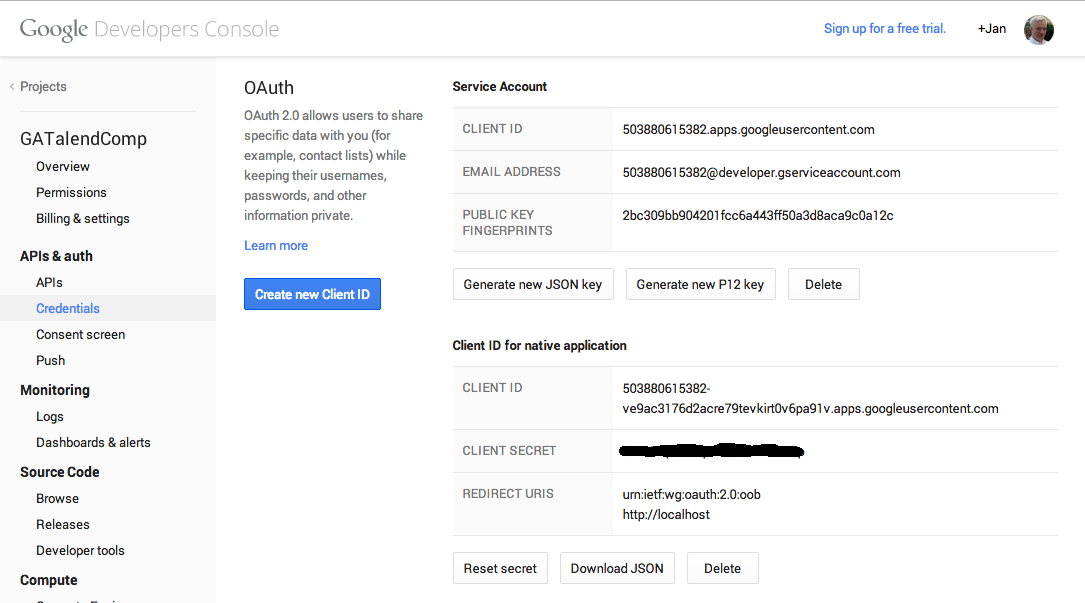 Google Developers Console
Sign up for a free trial.
+Jan
< Projects
GATalendComp
Overview
Permissions
Billing & settings
APIs & auth
APIs
Credentials
Consent screen
Push
Monitoring
Logs
Dashboards & alerts
Source Code
Browse
Releases
Developer tools
Compute
OAuth
OAuth 2.0 allows users to share
specific data with you (for
example, contact lists) while
keeping their usernames,
passwords, and other
information private.
Learn more
Create new Client ID
Service Account
CLIENT ID
503880615382.apps.googleusercontent.com
EMAIL ADDRESS
503880615382@developer.gserviceaccount.com
PUBLIC KEY
FINGERPRINTS
2bc309bb904201fcc6a443ff50a3d8aca9c0a12c
Generate new JSON key
Generate new P12 key
Delete
Client ID for native application
CLIENT ID
503880615382-
ve9ac3176d2acre79tevkirt0v6pa91v.apps.googleusercontent.com
CLIENT SECRET
REDIRECT URIS
urn:ietf:wg:oauth:2.0:oob
http://localhost
Reset secret
Download JSON
Delete